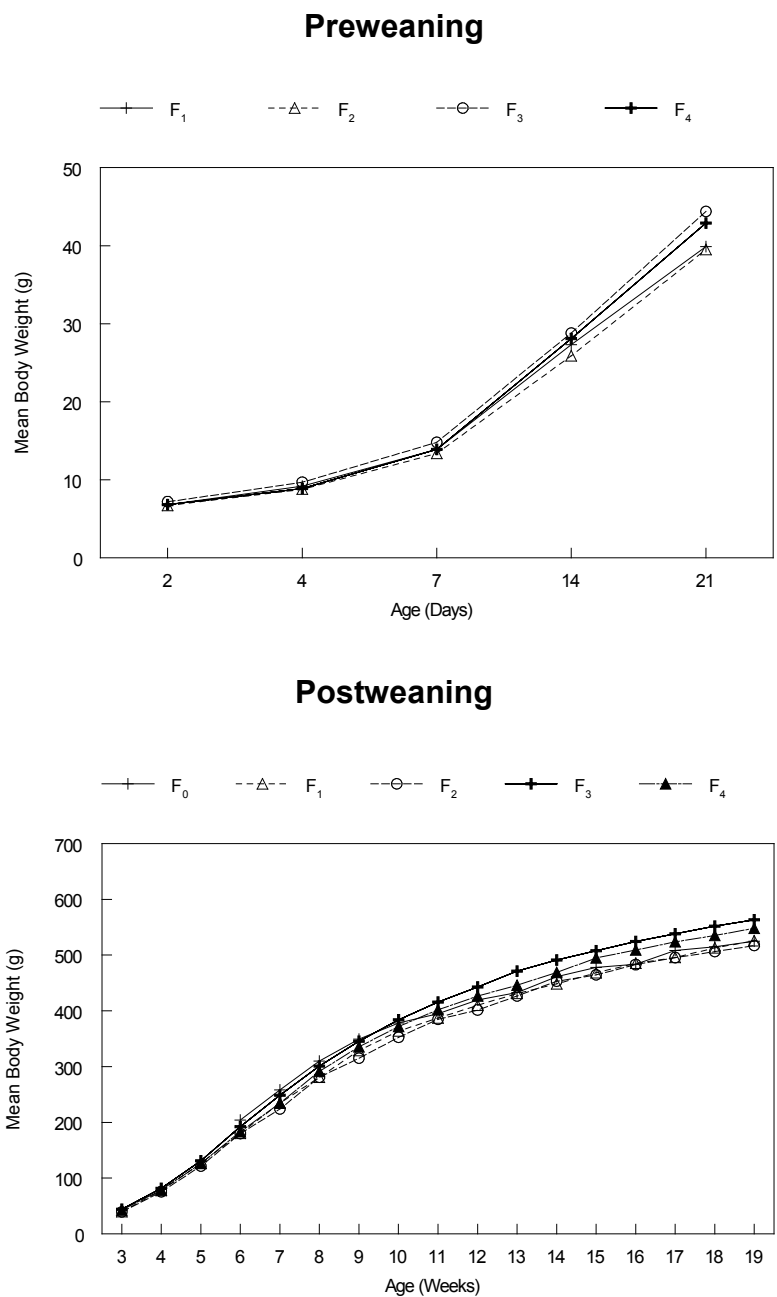 Preweaning
F1 F2 F3 F4
50
40
30
20
10
0
Mean Body Weight (g)
2 4 7 14 21
Age (Days)
Postweaning
F0 F1 F2 F3 F4
700
600
500
400
300
200
100
0
Mean Body Weight (g)
3 4 5 6 7 8 9 10 11 12 13 14 15 16 17 18 19
Age (Weeks)